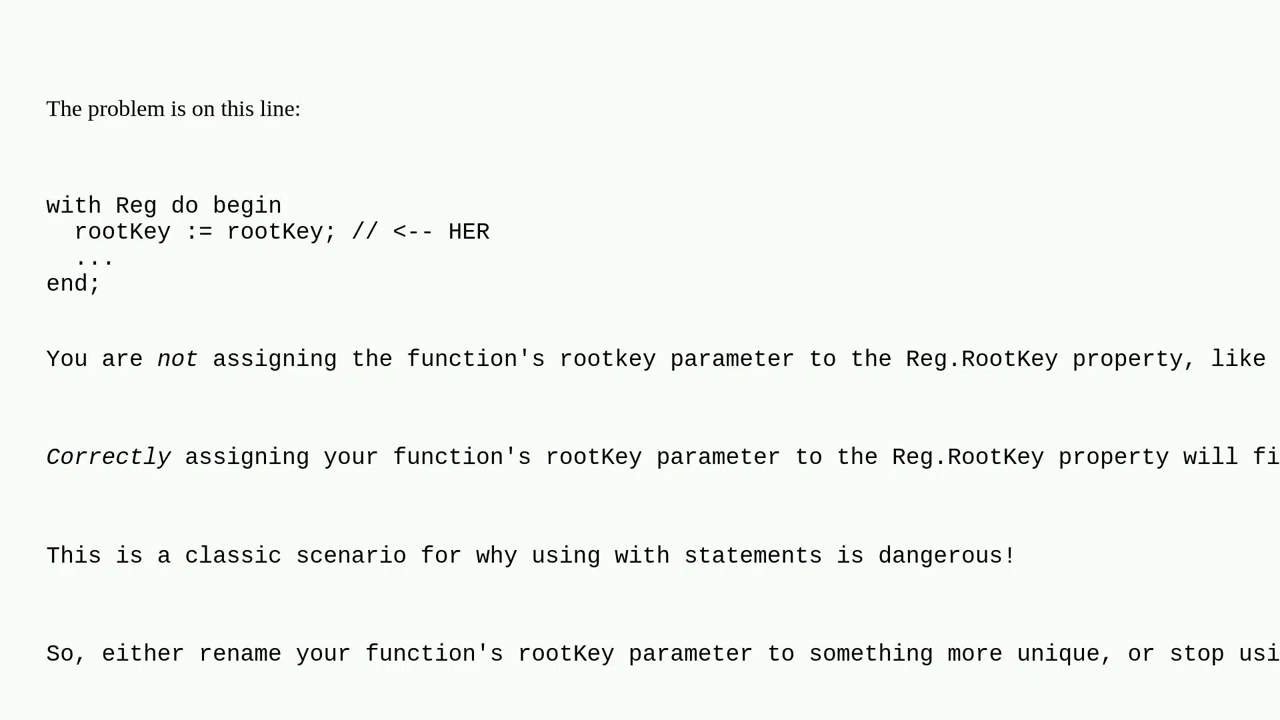 The problem is on this line:
with Reg do begin
  rootKey := rootKey; // <-- HER
  ...
end;
You are not assigning the function's rootkey parameter to the Reg.RootKey property, like
Correctly assigning your function's rootKey parameter to the Reg.RootKey property will
This is a classic scenario for why using with statements is dangerous!
So, either rename your function's rootKey parameter to something more unique, or stop